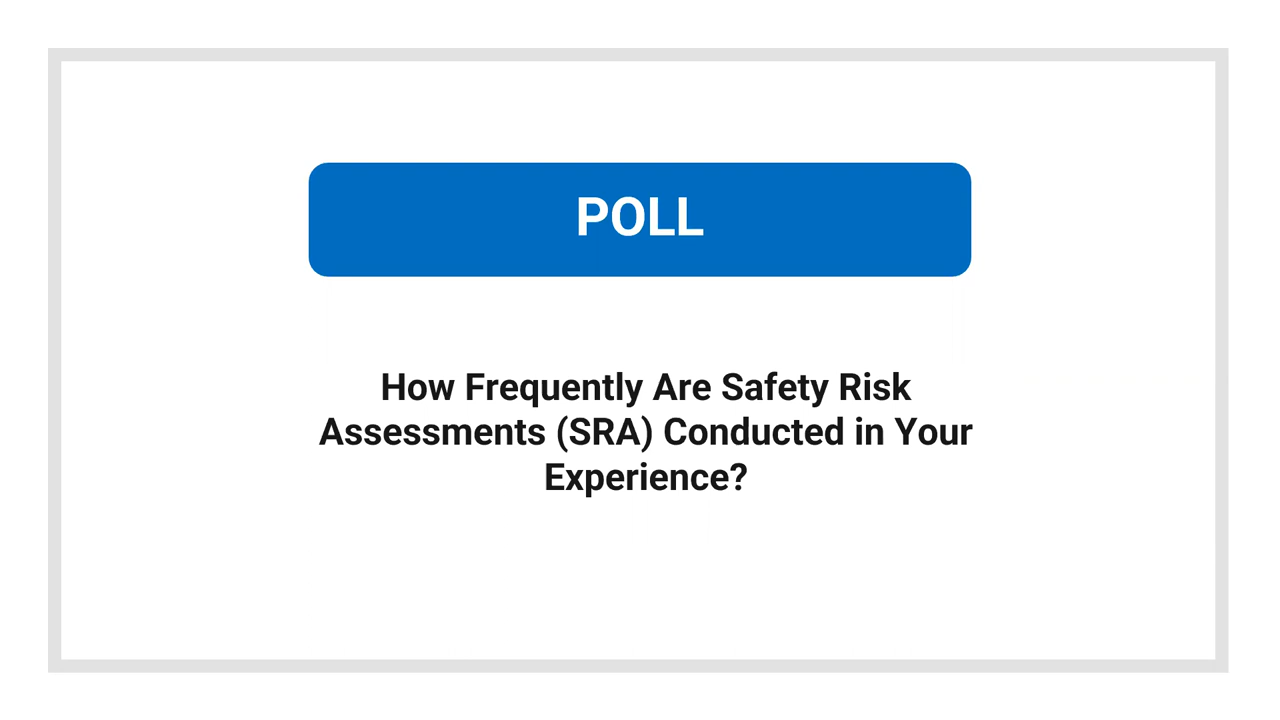 POLL
How Frequently Are Safety Risk
Assessments (SRA) Conducted in Your
Experience?